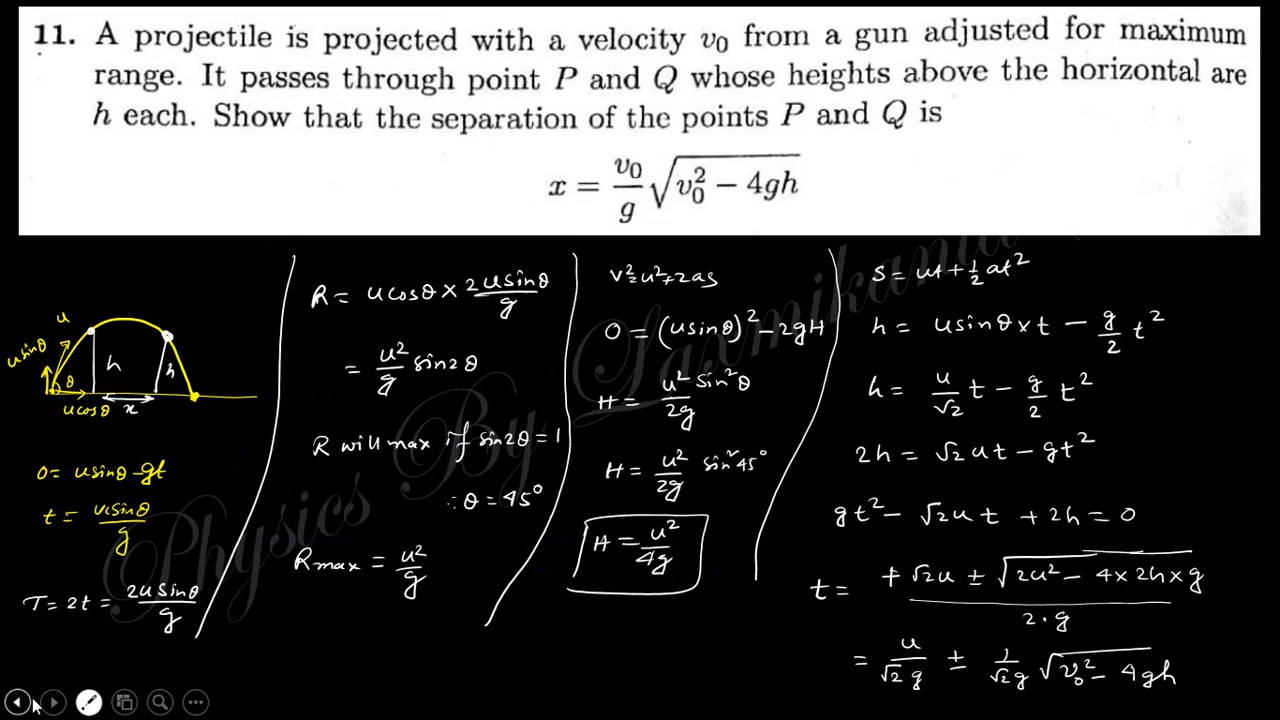 11. A projectile is projected with a velocity v₀ from a gun adjusted for maximum
range. It passes through point P and Q whose heights above the horizontal are
h each. Show that the separation of the points P and Q is
x = v₀/g √(v₀² − 4gh)
u
usinθ
θ
ucosθ
h
h
x
0 = usinθ − gt
t = usinθ/g
T = 2t = 2usinθ/g
R = ucosθ × 2usinθ/g
= u²/g sin2θ
R will max if sin2θ = 1
∴ θ = 45°
Rmax = u²/g
v² = u² + 2as
0 = (usinθ)² − 2gH
H = u²/2g sin²θ
H = u²/2g sin²45°
H = u²/4g
S = ut + ½at²
h = usinθ × t − g/2 t²
h = u/√2 t − g/2 t²
2h = √2 ut − gt²
gt² − √2u t + 2h = 0
t = (+√2u ± √(2u² − 4×2h×g))/(2·g)
= u/(√2 g) ± 1/(√2g) √(v₀² − 4gh)
Physics By Laxmikanta